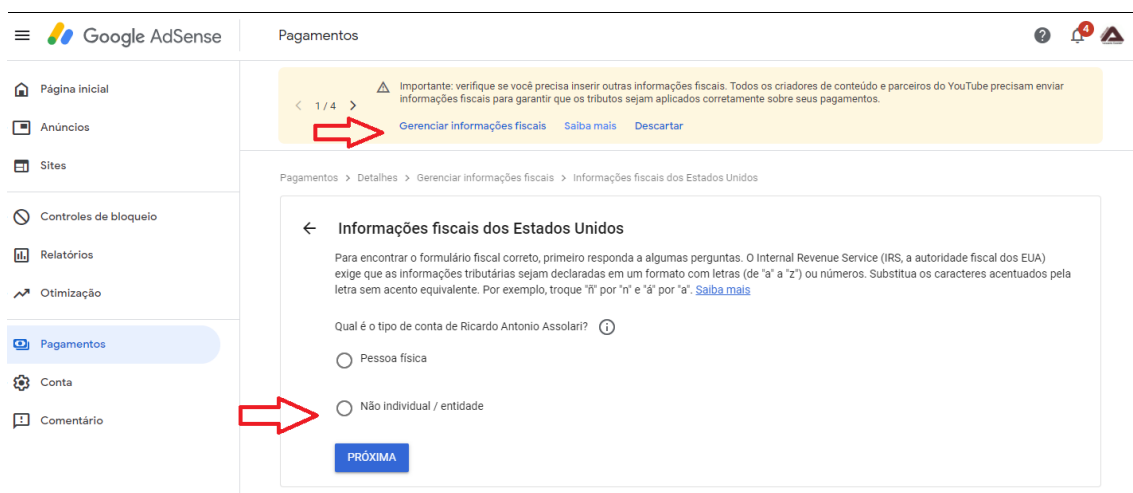 Google AdSense
Pagamentos
4
Página inicial
Anúncios
Sites
Controles de bloqueio
Relatórios
Otimização
Pagamentos
Conta
Comentário
1/4
Importante: verifique se você precisa inserir outras informações fiscais. Todos os criadores de conteúdo e parceiros do YouTube precisam enviar
informações fiscais para garantir que os tributos sejam aplicados corretamente sobre seus pagamentos.
Gerenciar informações fiscais Saiba mais Descartar
Pagamentos > Detalhes > Gerenciar informações fiscais > Informações fiscais dos Estados Unidos
Informações fiscais dos Estados Unidos
Para encontrar o formulário fiscal correto, primeiro responda a algumas perguntas. O Internal Revenue Service (IRS, a autoridade fiscal dos EUA)
exige que as informações tributárias sejam declaradas em um formato com letras (de "a" a "z") ou números. Substitua os caracteres acentuados pela
letra sem acento equivalente. Por exemplo, troque "ñ" por "n" e "á" por "a". Saiba mais
Qual é o tipo de conta de Ricardo Antonio Assolari?
Pessoa física
Não individual / entidade
PRÓXIMA